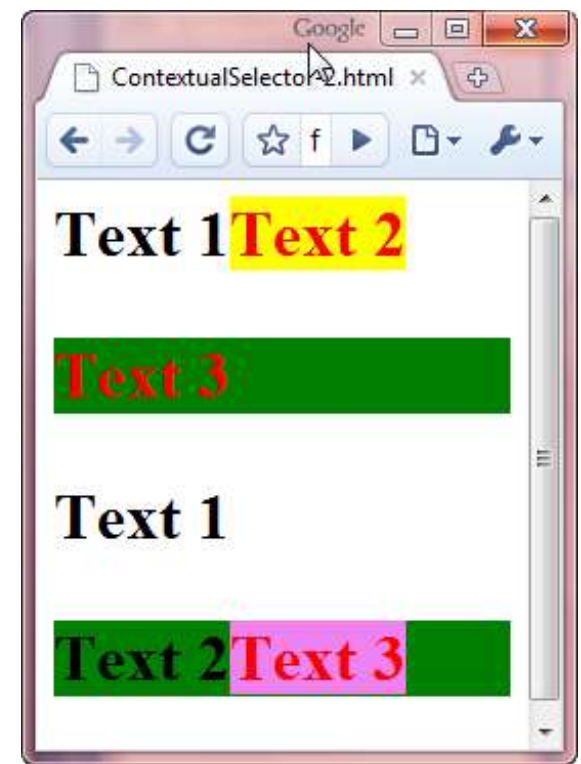 Google
ContextualSelector-2.html
f
Text 1Text 2
Text 3
Text 1
Text 2Text 3